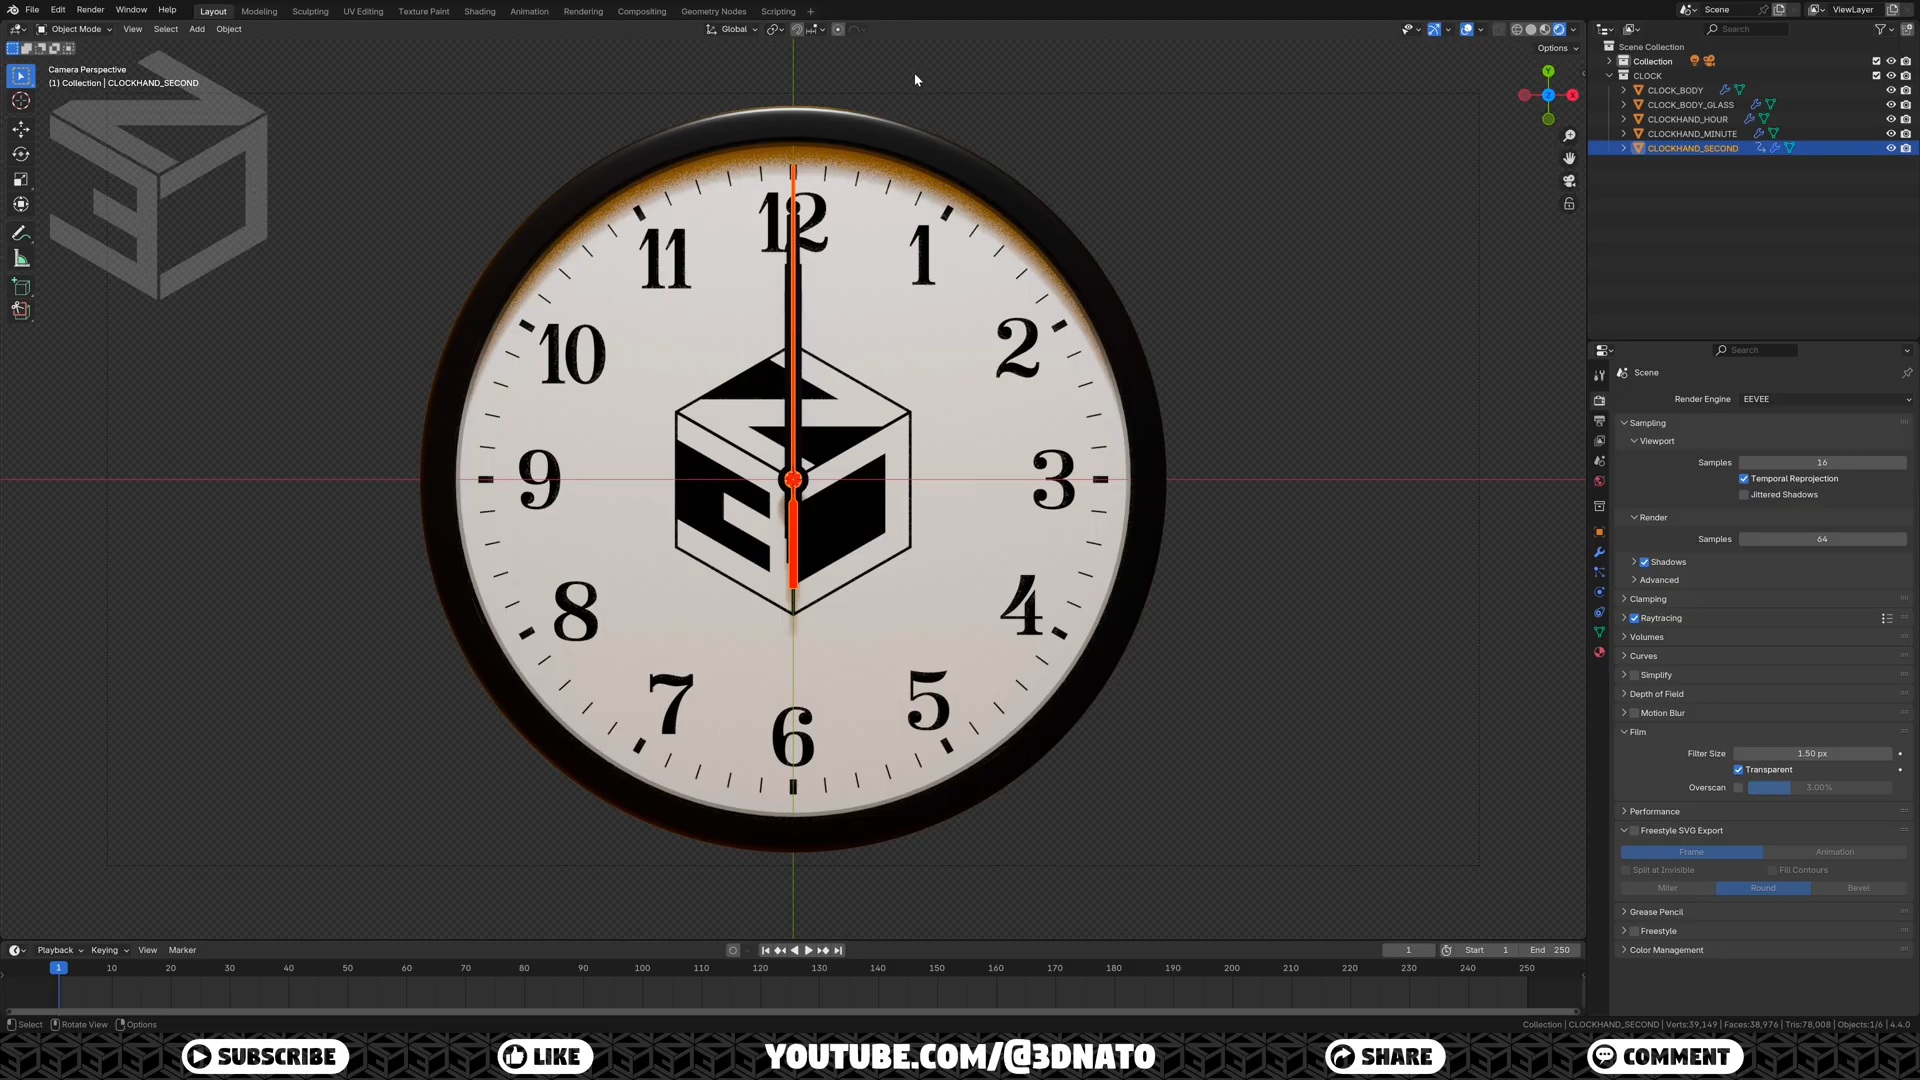 File Edit Render Window Help Layout Modeling Sculpting UV Editing Texture Paint Shading Animation Rendering Compositing Geometry Nodes Scripting + Scene ViewLayer
Object Mode View Select Add Object Global Search
Options
Camera Perspective
(1) Collection | CLOCKHAND_SECOND
Y
Z
X
12
11
1
10
2
9
3
8
4
7
5
6
Scene Collection
Collection
CLOCK
CLOCK_BODY
CLOCK_BODY_GLASS
CLOCKHAND_HOUR
CLOCKHAND_MINUTE
CLOCKHAND_SECOND
Search
Scene
Render Engine EEVEE
Sampling
Viewport
Samples 16
Temporal Reprojection
Jittered Shadows
Render
Samples 64
Shadows
Advanced
Clamping
Raytracing
Volumes
Curves
Simplify
Depth of Field
Motion Blur
Film
Filter Size 1.50 px
Transparent
Overscan 3.00%
Performance
Freestyle SVG Export
Frame Animation
Split at Invisible Fill Contours
Miter Round Bevel
Grease Pencil
Freestyle
Color Management
Playback Keying View Marker 1 Start 1 End 250
1 10 20 30 40 50 60 70 80 90 100 110 120 130 140 150 160 170 180 190 200 210 220 230 240 250
Select Rotate View Options Collection | CLOCKHAND_SECOND | Verts:39,149 | Faces:38,976 | Tris:78,008 | Objects:1/6 | 4.4.0
SUBSCRIBE LIKE YOUTUBE.COM/@3DNATO SHARE COMMENT